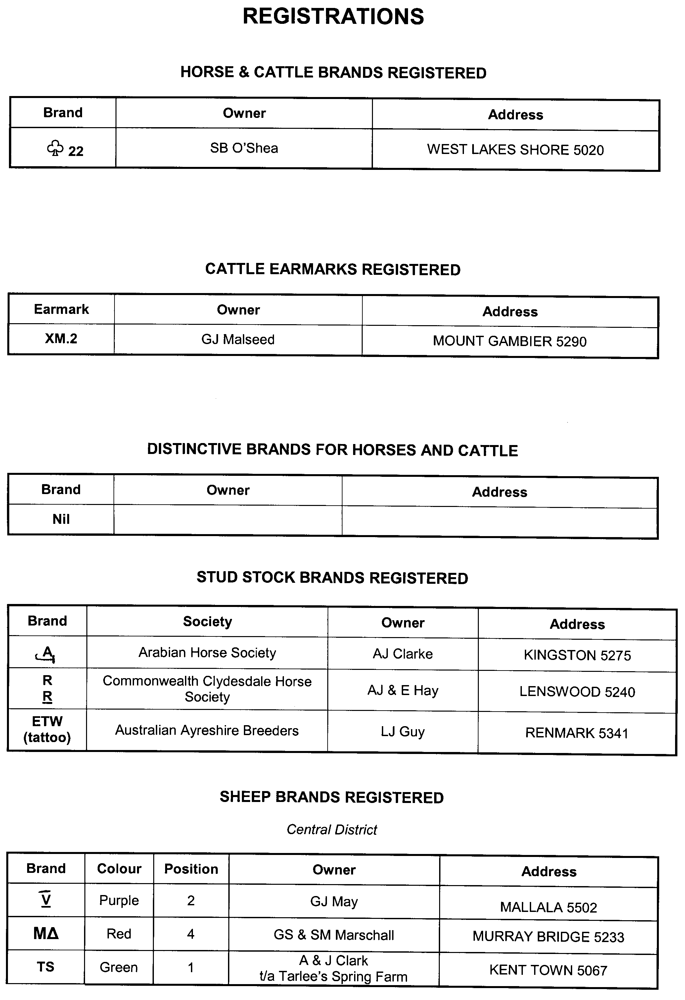 REGISTRATIONS
HORSE & CATTLE BRANDS REGISTERED
Brand Owner Address
♧ 22 SB O'Shea WEST LAKES SHORE 5020
CATTLE EARMARKS REGISTERED
Earmark Owner Address
XM.2 GJ Malseed MOUNT GAMBIER 5290
DISTINCTIVE BRANDS FOR HORSES AND CATTLE
Brand Owner Address
Nil
STUD STOCK BRANDS REGISTERED
Brand Society Owner Address
A Arabian Horse Society AJ Clarke KINGSTON 5275
R Commonwealth Clydesdale Horse
R Society AJ & E Hay LENSWOOD 5240
ETW
(tattoo) Australian Ayreshire Breeders LJ Guy RENMARK 5341
SHEEP BRANDS REGISTERED
Central District
Brand Colour Position Owner Address
V Purple 2 GJ May MALLALA 5502
MΔ Red 4 GS & SM Marschall MURRAY BRIDGE 5233
TS Green 1 A & J Clark
t/a Tarlee's Spring Farm KENT TOWN 5067